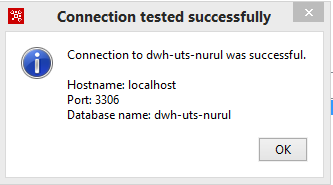 Connection tested successfully
Connection to dwh-uts-nurul was successful.
Hostname: localhost
Port: 3306
Database name: dwh-uts-nurul
OK